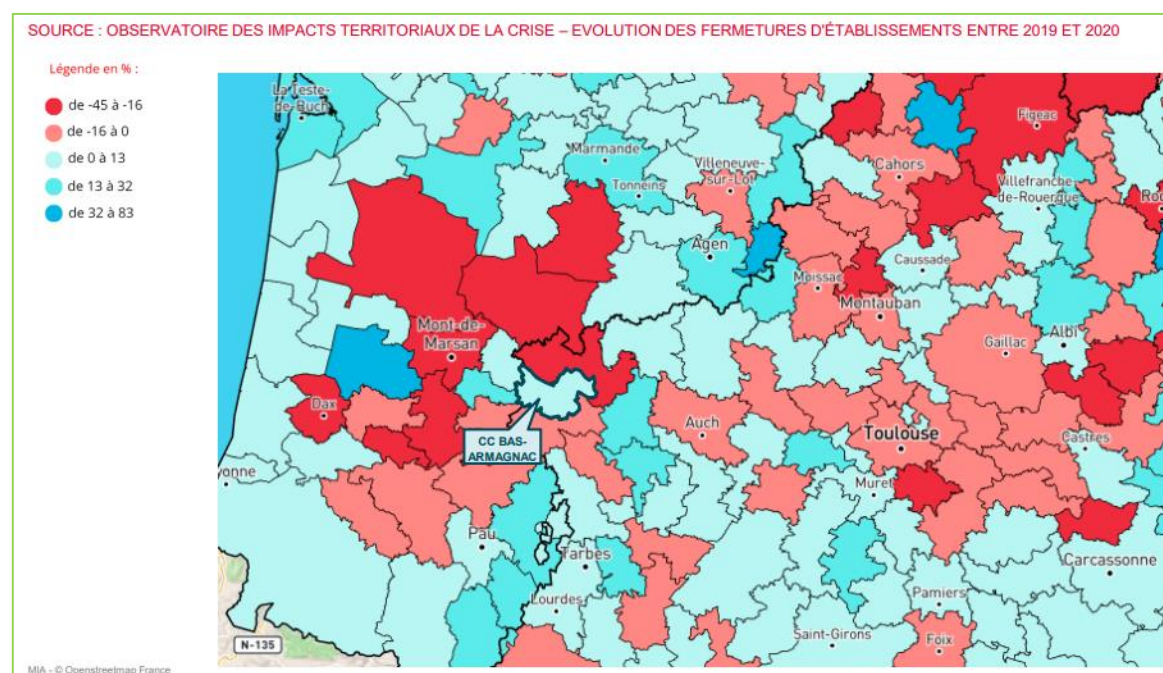 SOURCE : OBSERVATOIRE DES IMPACTS TERRITORIAUX DE LA CRISE – EVOLUTION DES FERMETURES D'ÉTABLISSEMENTS ENTRE 2019 ET 2020
Légende en % :
de -45 à -16
de -16 à 0
de 0 à 13
de 13 à 32
de 32 à 83
La Teste-
de-Buch
Figeac
Marmande
Villeneuve-
sur-Lot
Cahors
Tonneins
Villefranche-
de-Rouergue
Ro
Agen
Caussade
Moissac
Montauban
Mont-de-
Marsan
Gaillac
Albi
Dax
Auch
Toulouse
CC BAS-
ARMAGNAC
Castres
yonne
Muret
Pau
Tarbes
Carcassonne
Lourdes
Pamiers
Saint-Girons
Foix
N-135
MIA - © Openstreetmap France